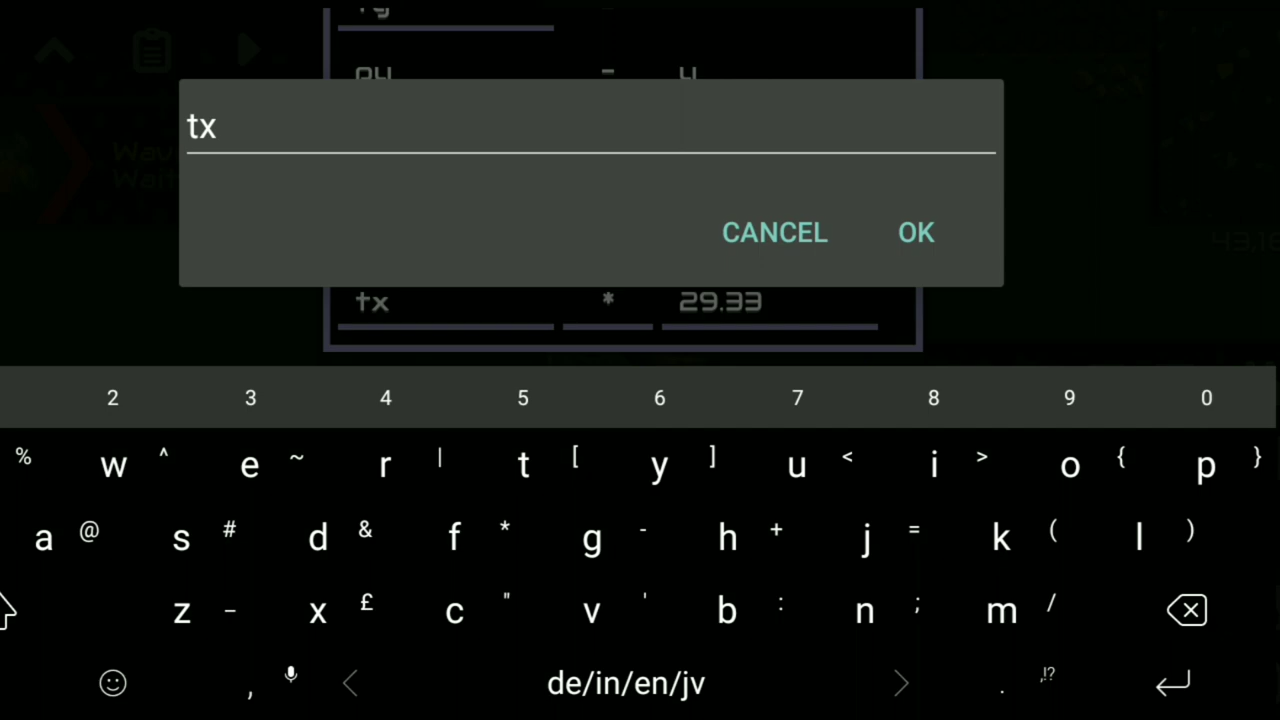 tx
CANCEL OK
tx * 29.33
2 3 4 5 6 7 8 9 0
% w ^ e ~ r | t [ y ] u < i > o { p }
a @ s # d & f * g - h + j = k ( l )
z _ x £ c " v ' b : n ; m /
, de/in/en/jv . ,!?